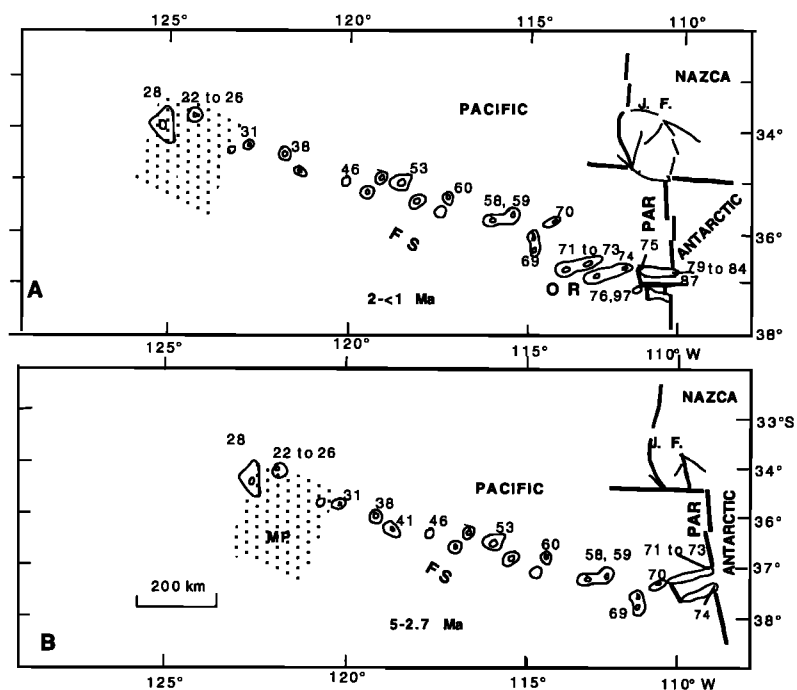 125° 120° 115° 110°
NAZCA
28 22 to 26
PACIFIC
J. F.
31
34°
38
46 53
60
58, 59
70
PAR
ANTARCTIC
F S
36°
69
71 to 73
74
75
79 to 84
87
O R
76,97
A
2-<1 Ma
38°
125° 120° 115° 110° W
NAZCA
33°S
28
22 to 26
J. F.
34°
PACIFIC
31
38
41
46
53
PAR
ANTARCTIC
36°
MP
60
58, 59
71 to 73
70
37°
F S
200 km
69
74
38°
B
5-2.7 Ma
125° 120° 115° 110° W